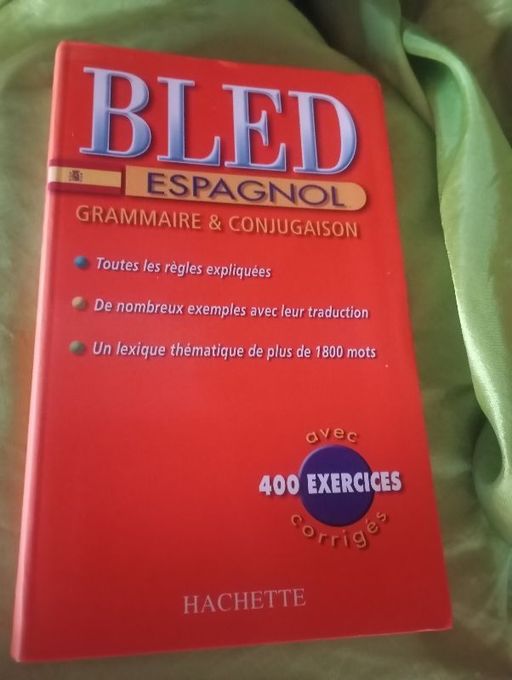 BLED
ESPAGNOL
GRAMMAIRE & CONJUGAISON
Toutes les règles expliquées
De nombreux exemples avec leur traduction
Un lexique thématique de plus de 1800 mots
avec
400 EXERCICES
corrigés
HACHETTE